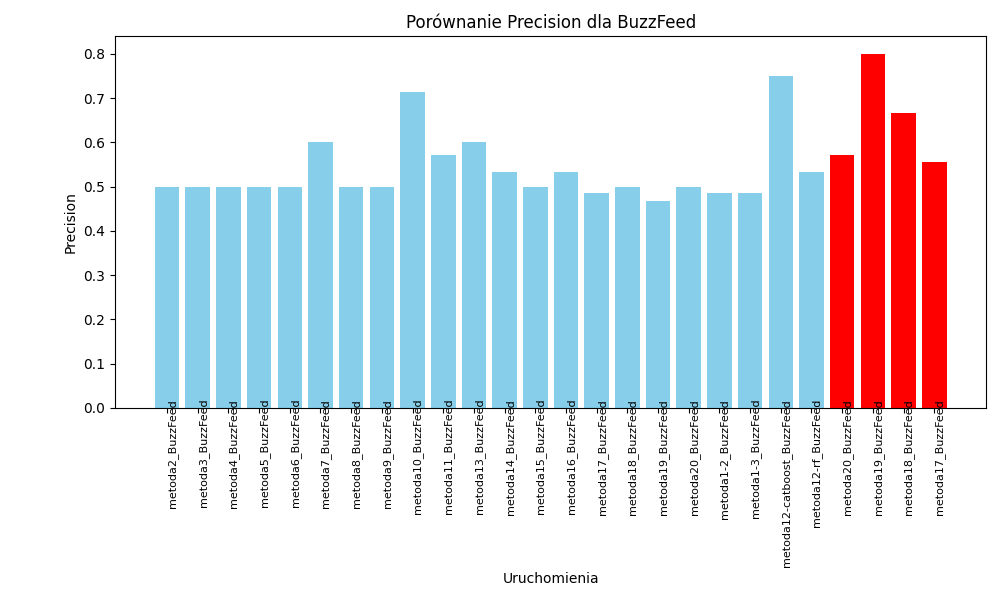 Porównanie Precision dla BuzzFeed
Precision
0.8
0.7
0.6
0.5
0.4
0.3
0.2
0.1
0.0
metoda2_BuzzFeed
metoda3_BuzzFeed
metoda4_BuzzFeed
metoda5_BuzzFeed
metoda6_BuzzFeed
metoda7_BuzzFeed
metoda8_BuzzFeed
metoda9_BuzzFeed
metoda10_BuzzFeed
metoda11_BuzzFeed
metoda13_BuzzFeed
metoda14_BuzzFeed
metoda15_BuzzFeed
metoda16_BuzzFeed
metoda17_BuzzFeed
metoda18_BuzzFeed
metoda19_BuzzFeed
metoda20_BuzzFeed
metoda1-2_BuzzFeed
metoda1-3_BuzzFeed
metoda12-catboost_BuzzFeed
metoda12-rf_BuzzFeed
metoda20_BuzzFeed
metoda19_BuzzFeed
metoda18_BuzzFeed
metoda17_BuzzFeed
Uruchomienia